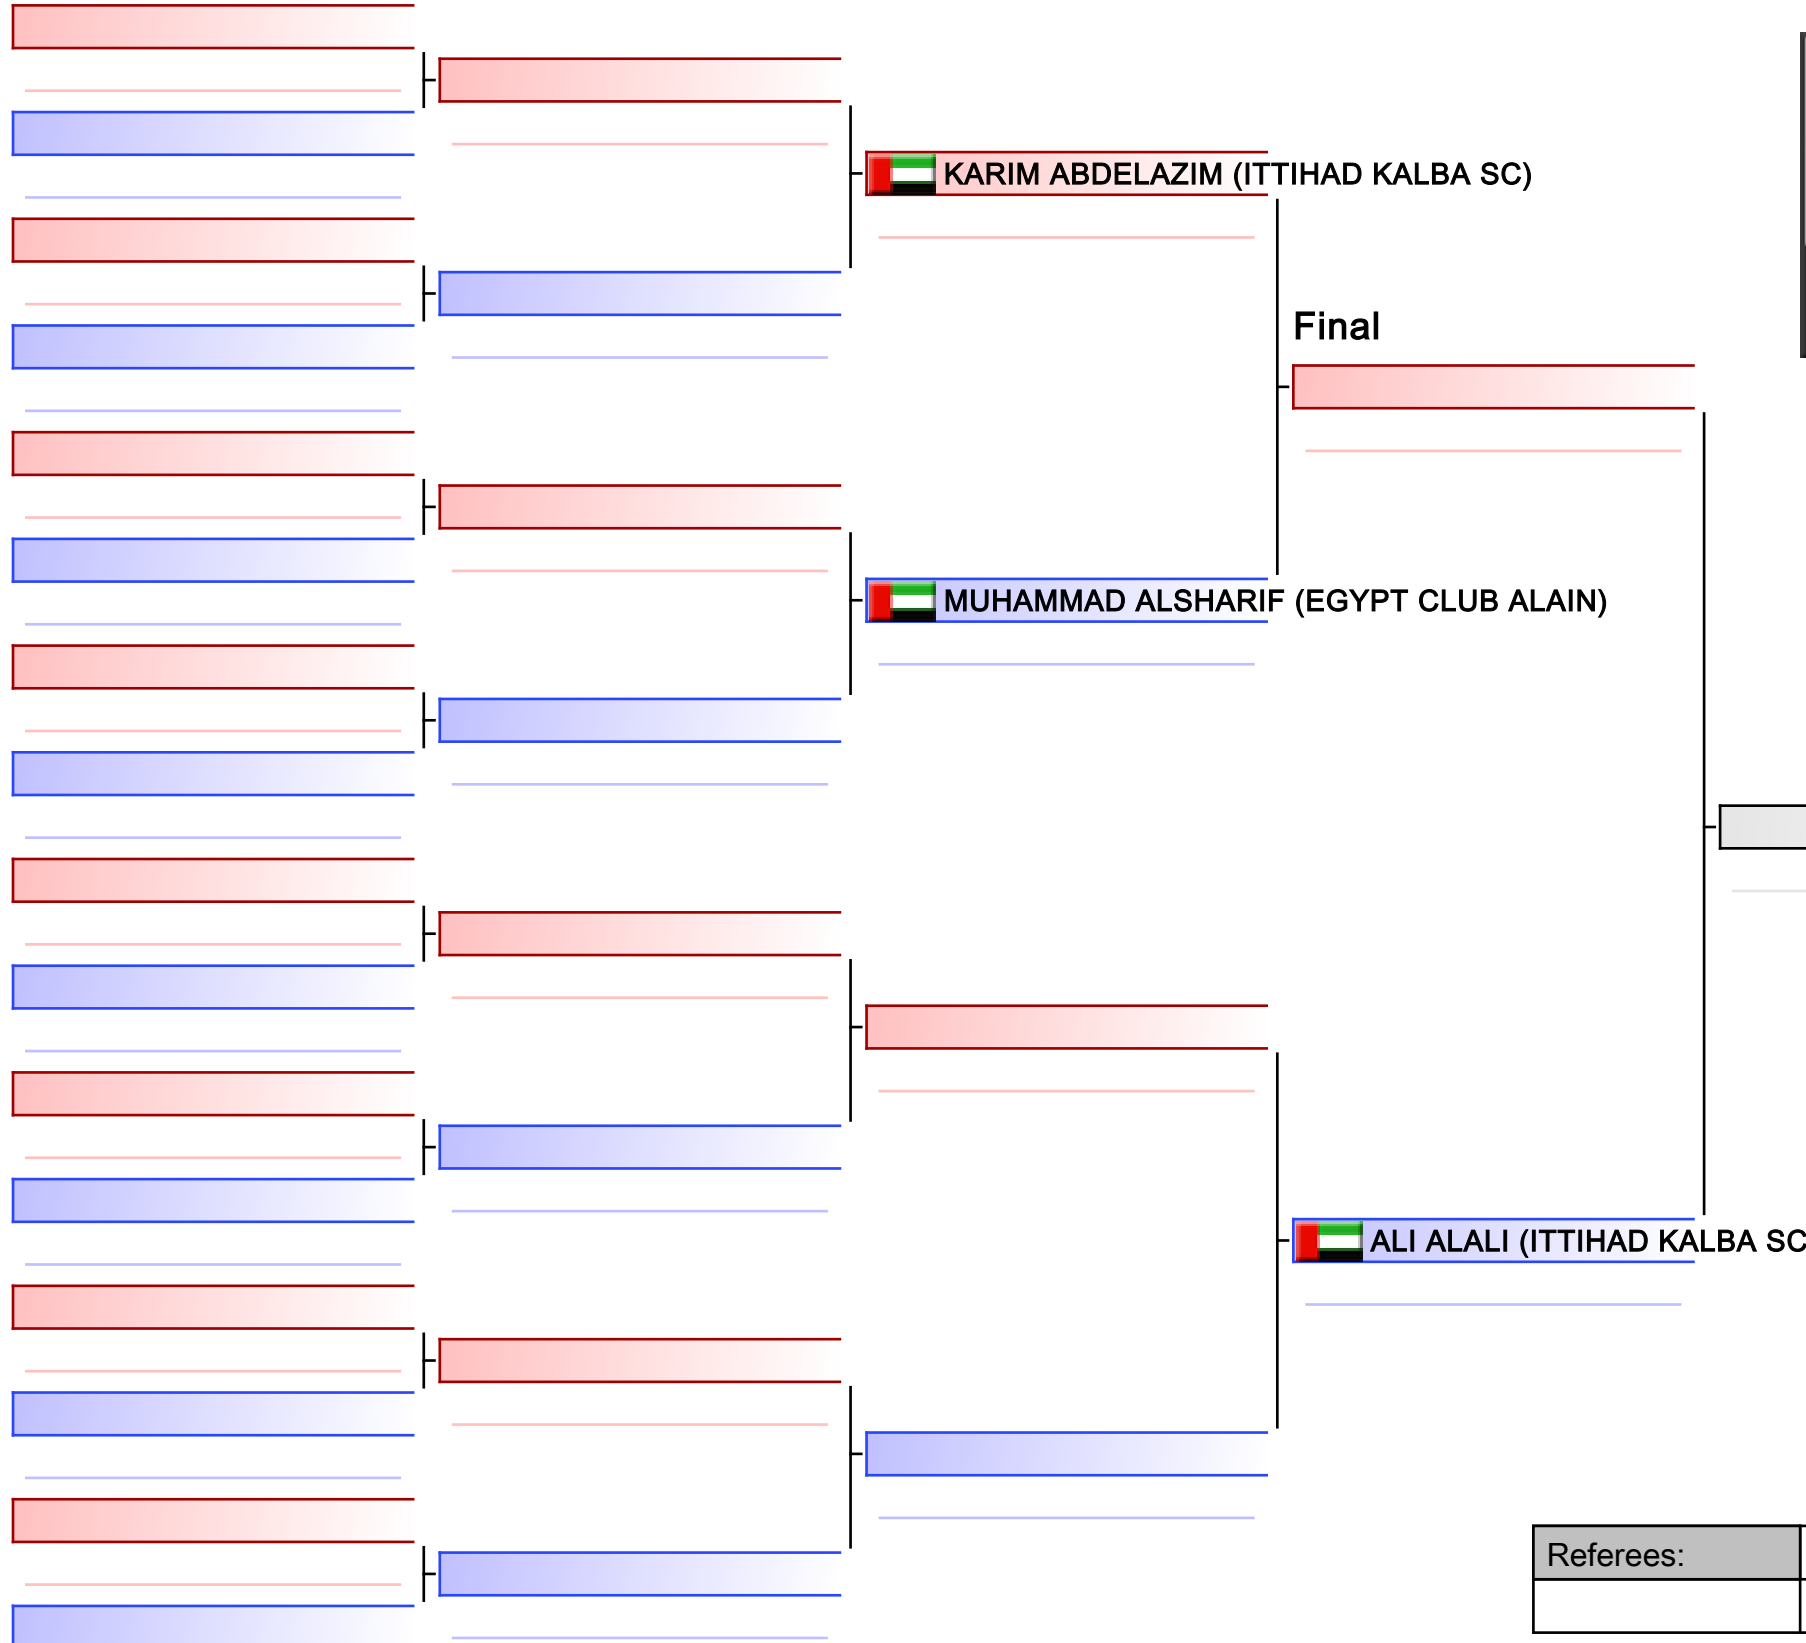 KARIM ABDELAZIM (ITTIHAD KALBA SC)
Final
MUHAMMAD ALSHARIF (EGYPT CLUB ALAIN)
ALI ALALI (ITTIHAD KALBA SC
Referees: